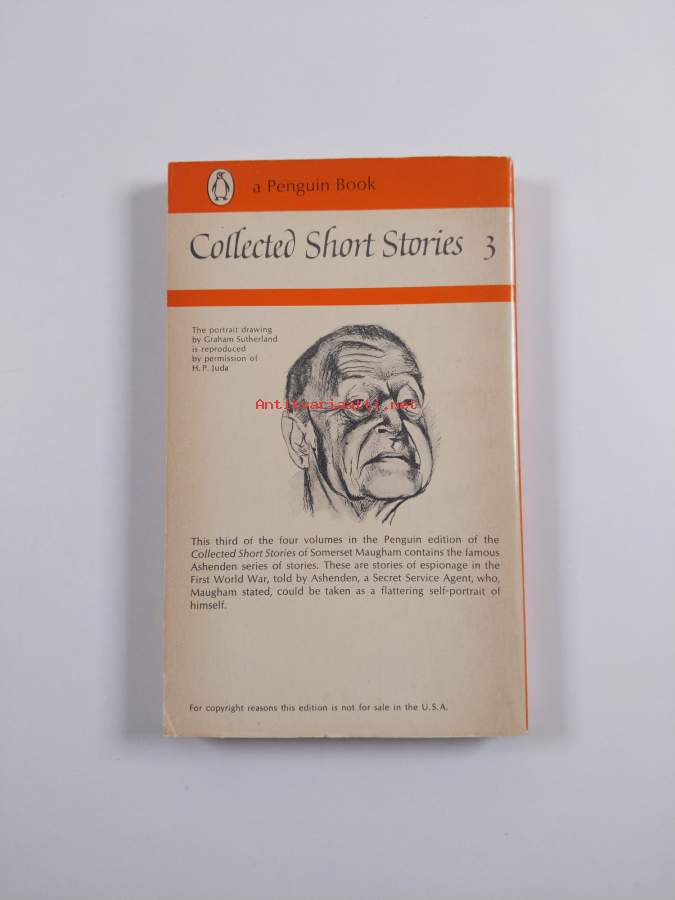 a Penguin Book
Collected Short Stories 3
The portrait drawing
by Graham Sutherland
is reproduced
by permission of
H. P. Juda
Antikvariaatti.net
This third of the four volumes in the Penguin edition of the
Collected Short Stories of Somerset Maugham contains the famous
Ashenden series of stories. These are stories of espionage in the
First World War, told by Ashenden, a Secret Service Agent, who,
Maugham stated, could be taken as a flattering self-portrait of
himself.
For copyright reasons this edition is not for sale in the U.S.A.